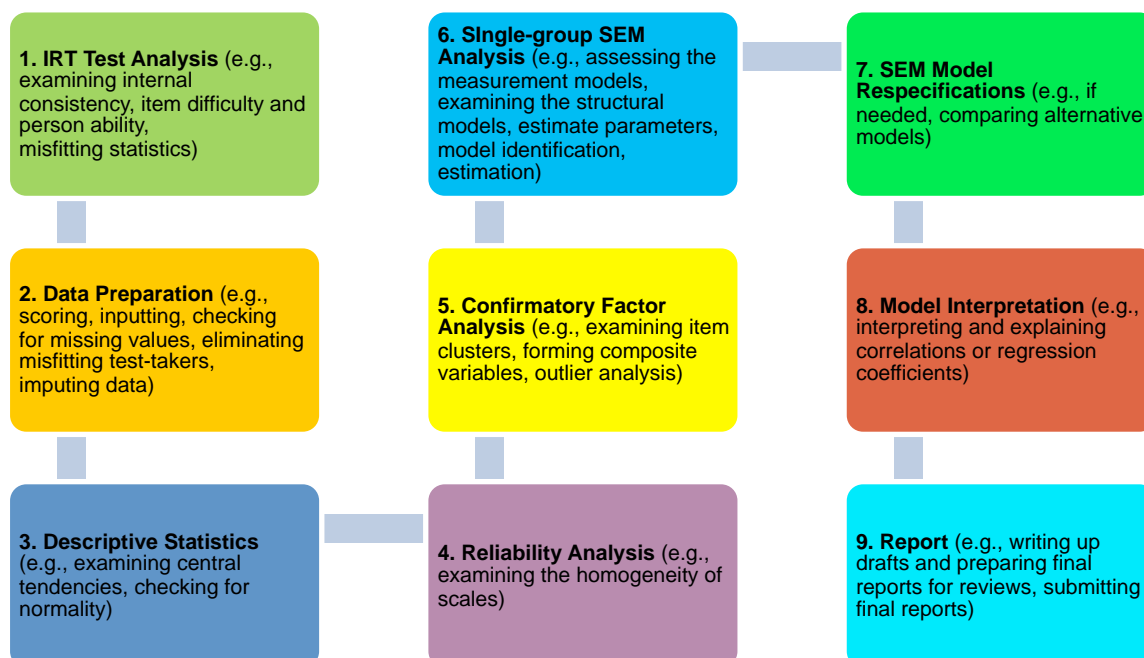 1. IRT Test Analysis (e.g.,
examining internal
consistency, item difficulty and
person ability,
misfitting statistics)
2. Data Preparation (e.g.,
scoring, inputting, checking
for missing values, eliminating
misfitting test-takers,
imputing data)
3. Descriptive Statistics
(e.g., examining central
tendencies, checking for
normality)
4. Reliability Analysis (e.g.,
examining the homogeneity of
scales)
5. Confirmatory Factor
Analysis (e.g., examining item
clusters, forming composite
variables, outlier analysis)
6. SIngle-group SEM
Analysis (e.g., assessing the
measurement models,
examining the structural
models, estimate parameters,
model identification,
estimation)
7. SEM Model
Respecifications (e.g., if
needed, comparing alternative
models)
8. Model Interpretation (e.g.,
interpreting and explaining
correlations or regression
coefficients)
9. Report (e.g., writing up
drafts and preparing final
reports for reviews, submitting
final reports)